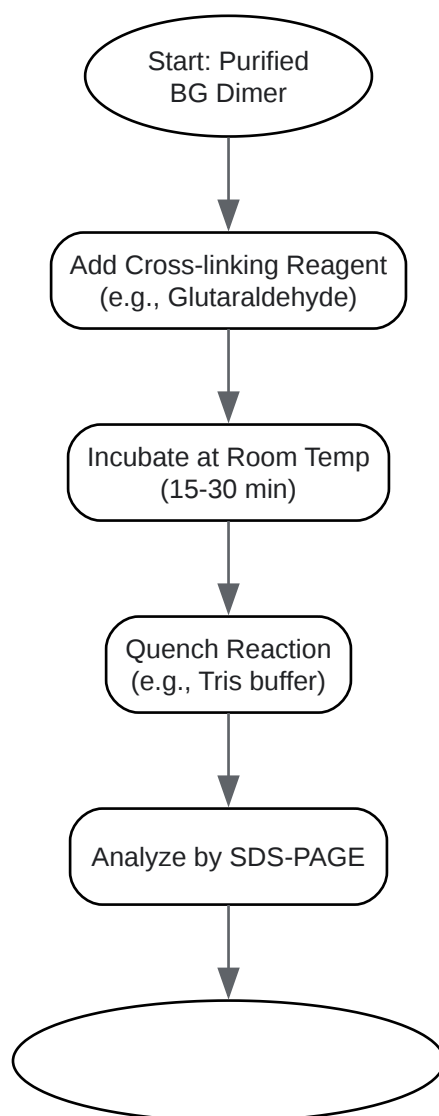 Start: Purified
BG Dimer
Add Cross-linking Reagent
(e.g., Glutaraldehyde)
Incubate at Room Temp
(15-30 min)
Quench Reaction
(e.g., Tris buffer)
Analyze by SDS-PAGE